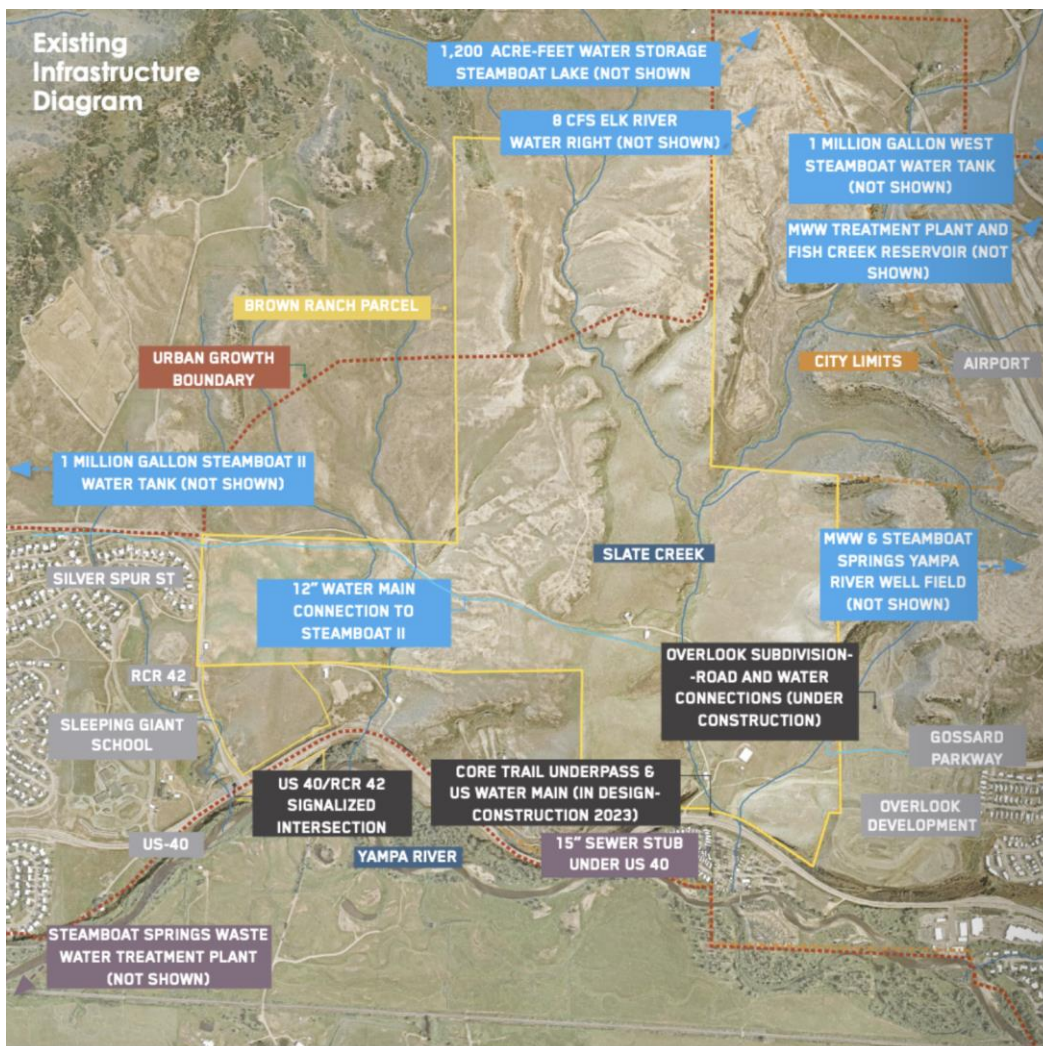 Existing
Infrastructure
Diagram
1,200 ACRE-FEET WATER STORAGE
STEAMBOAT LAKE (NOT SHOWN
8 CFS ELK RIVER
WATER RIGHT (NOT SHOWN)
1 MILLION GALLON WEST
STEAMBOAT WATER TANK
(NOT SHOWN)
MWW TREATMENT PLANT AND
FISH CREEK RESERVOIR (NOT
SHOWN)
BROWN RANCH PARCEL
URBAN GROWTH
BOUNDARY
CITY LIMITS
AIRPORT
1 MILLION GALLON STEAMBOAT II
WATER TANK (NOT SHOWN)
SLATE CREEK
MWW & STEAMBOAT
SPRINGS YAMPA
RIVER WELL FIELD
(NOT SHOWN)
SILVER SPUR ST
12" WATER MAIN
CONNECTION TO
STEAMBOAT II
RCR 42
OVERLOOK SUBDIVISION-
-ROAD AND WATER
CONNECTIONS (UNDER
CONSTRUCTION)
SLEEPING GIANT
SCHOOL
GOSSARD
PARKWAY
US 40/RCR 42
SIGNALIZED
INTERSECTION
CORE TRAIL UNDERPASS &
US WATER MAIN (IN DESIGN-
CONSTRUCTION 2023)
OVERLOOK
DEVELOPMENT
US-40
YAMPA RIVER
15" SEWER STUB
UNDER US 40
STEAMBOAT SPRINGS WASTE
WATER TREATMENT PLANT
(NOT SHOWN)